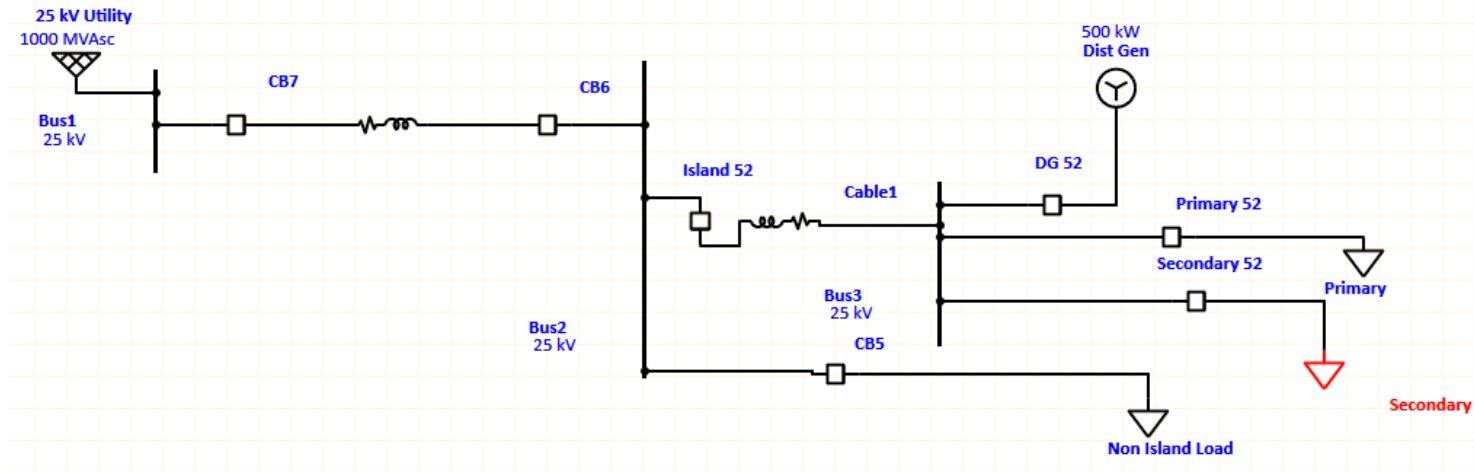 25 kV Utility
1000 MVAsc
Bus1
25 kV
CB7
CB6
Island 52
Cable1
500 kW
Dist Gen
DG 52
Primary 52
Secondary 52
Primary
Bus3
25 kV
Bus2
25 kV
CB5
Secondary
Non Island Load